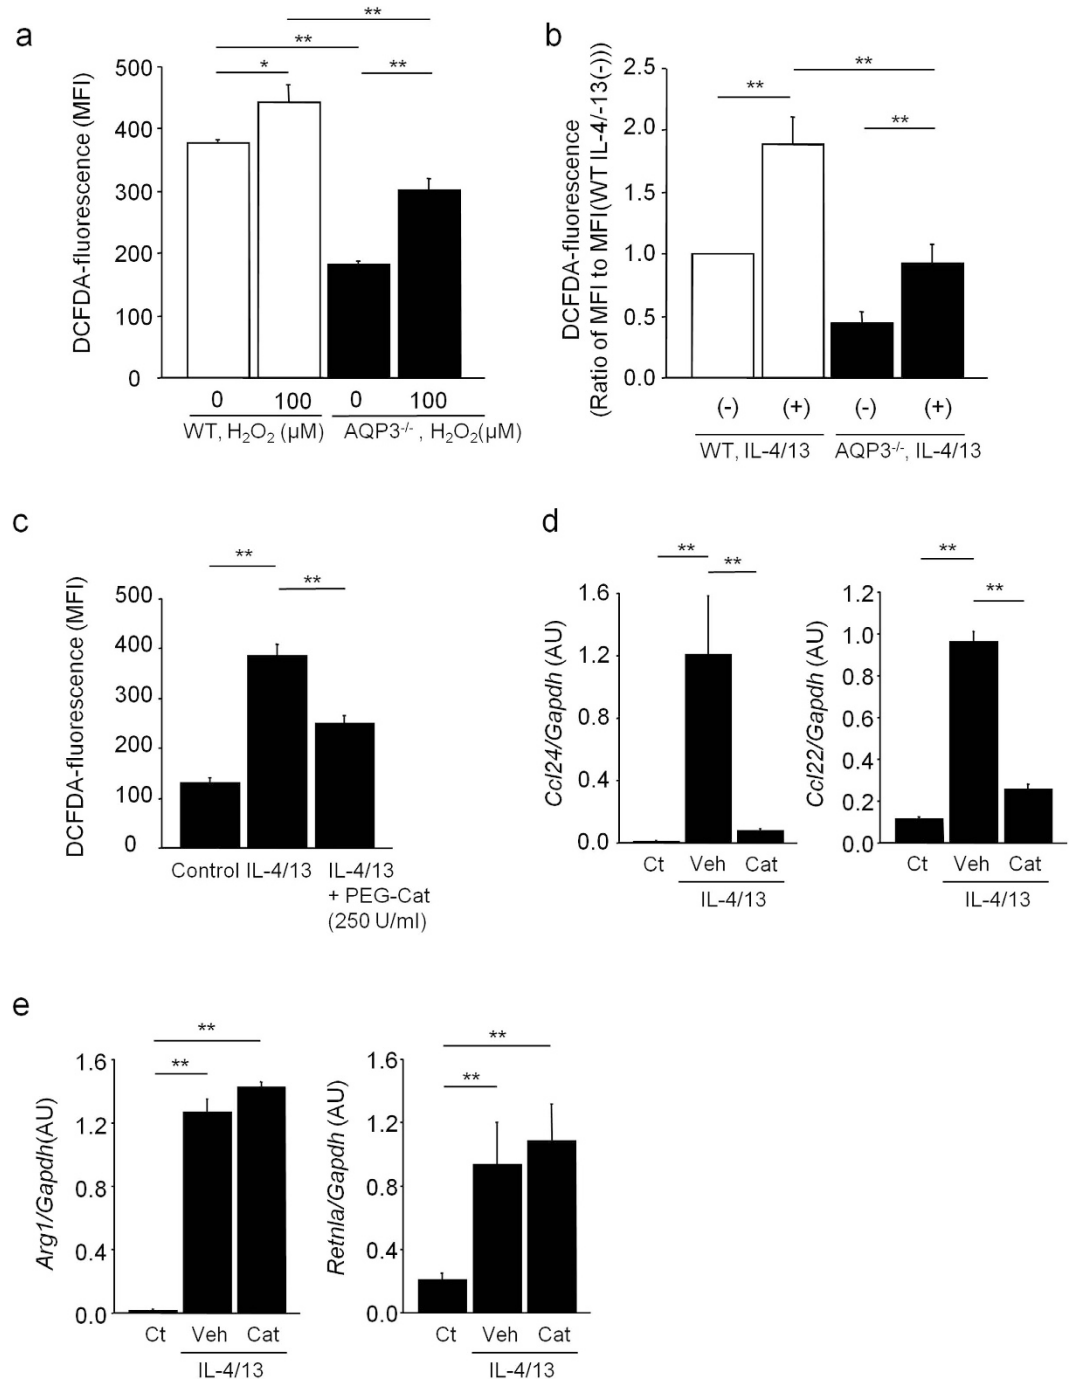 a
DCFDA-fluorescence (MFI)
500
400
300
200
100
0
**
**
*
**
0
100
0
100
WT, H₂O₂ (µM)
AQP3⁻/⁻ , H₂O₂(µM)
b
DCFDA-fluorescence
(Ratio of MFI to MFI(WT IL-4/-13(-)))
2.5
2.0
1.5
1.0
0.5
0.0
**
**
**
(-)
(+)
(-)
(+)
WT, IL-4/13
AQP3⁻/⁻, IL-4/13
c
DCFDA-fluorescence (MFI)
500
400
300
200
100
0
**
**
Control
IL-4/13
IL-4/13
+ PEG-Cat
(250 U/ml)
d
Ccl24/Gapdh (AU)
1.6
1.2
0.8
0.4
0.0
**
**
Ct
Veh
Cat
IL-4/13
Ccl22/Gapdh (AU)
1.2
1.0
0.8
0.6
0.4
0.2
0.0
**
**
Ct
Veh
Cat
IL-4/13
e
Arg1/Gapdh(AU)
1.6
1.2
0.8
0.4
0.0
**
**
Ct
Veh
Cat
IL-4/13
Retnla/Gapdh (AU)
1.6
1.2
0.8
0.4
0.0
**
**
Ct
Veh
Cat
IL-4/13